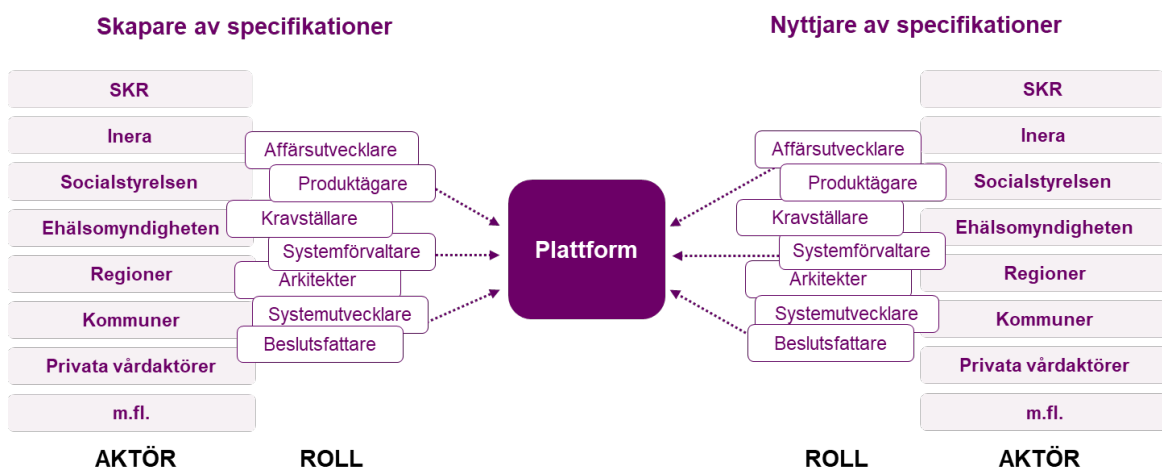 Skapare av specifikationer
Nyttjare av specifikationer
SKR
Inera
Socialstyrelsen
Ehälsomyndigheten
Regioner
Kommuner
Privata vårdaktörer
m.fl.
AKTÖR
Affärsutvecklare
Produktägare
Kravställare
Systemförvaltare
Arkitekter
Systemutvecklare
Beslutsfattare
ROLL
Plattform
Affärsutvecklare
Produktägare
Kravställare
Systemförvaltare
Arkitekter
Systemutvecklare
Beslutsfattare
ROLL
SKR
Inera
Socialstyrelsen
Ehälsomyndigheten
Regioner
Kommuner
Privata vårdaktörer
m.fl.
AKTÖR